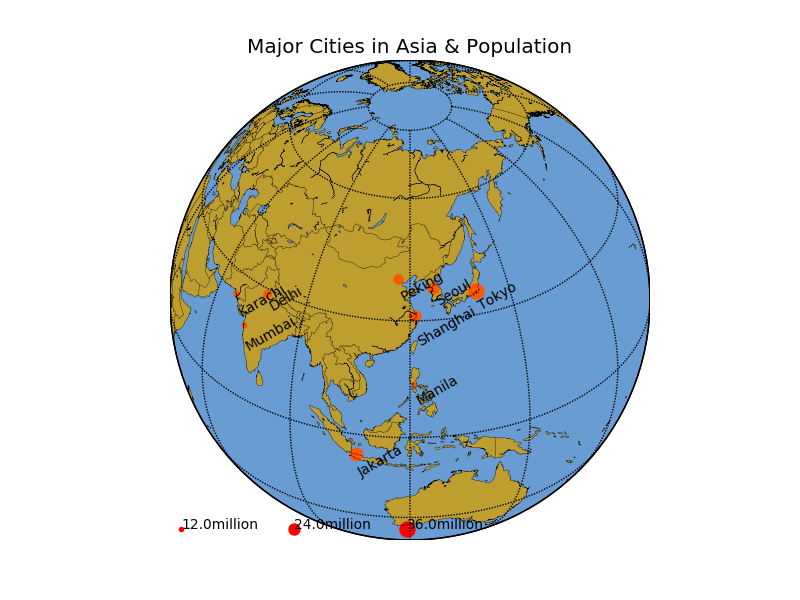 Major Cities in Asia & Population
Peking
Karachi
Delhi
Seoul
Tokyo
Shanghai
Mumbai
Manila
Jakarta
12.0million
24.0million
36.0million